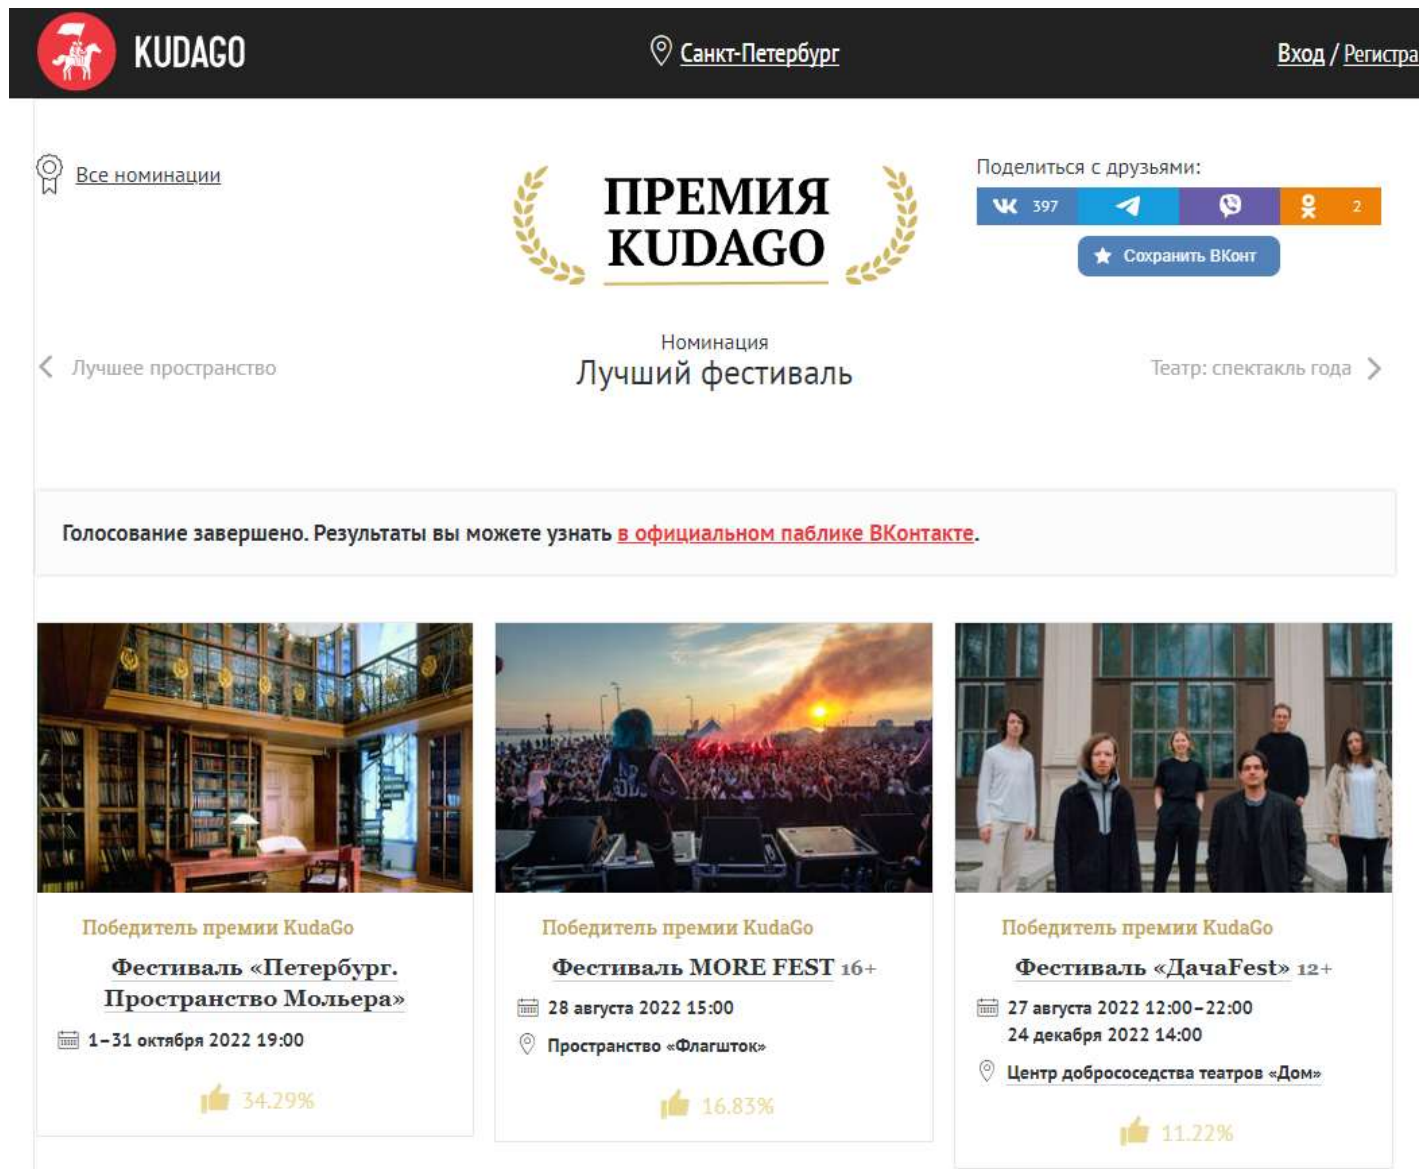 KUDAGO
Санкт-Петербург
Вход / Регистра
Все номинации
ПРЕМИЯ
KUDAGO
Поделиться с друзьями:
397
2
Сохранить ВКонт
Номинация
Лучшее пространство
Лучший фестиваль
Театр: спектакль года
Голосование завершено. Результаты вы можете узнать в официальном паблике ВКонтакте.
Победитель премии KudaGo
Фестиваль «Петербург.
Пространство Мольера»
1–31 октября 2022 19:00
34.29%
Победитель премии KudaGo
Фестиваль MORE FEST 16+
28 августа 2022 15:00
Пространство «Флагшток»
16.83%
Победитель премии KudaGo
Фестиваль «ДачаFest» 12+
27 августа 2022 12:00–22:00
24 декабря 2022 14:00
Центр добрососедства театров «Дом»
11.22%